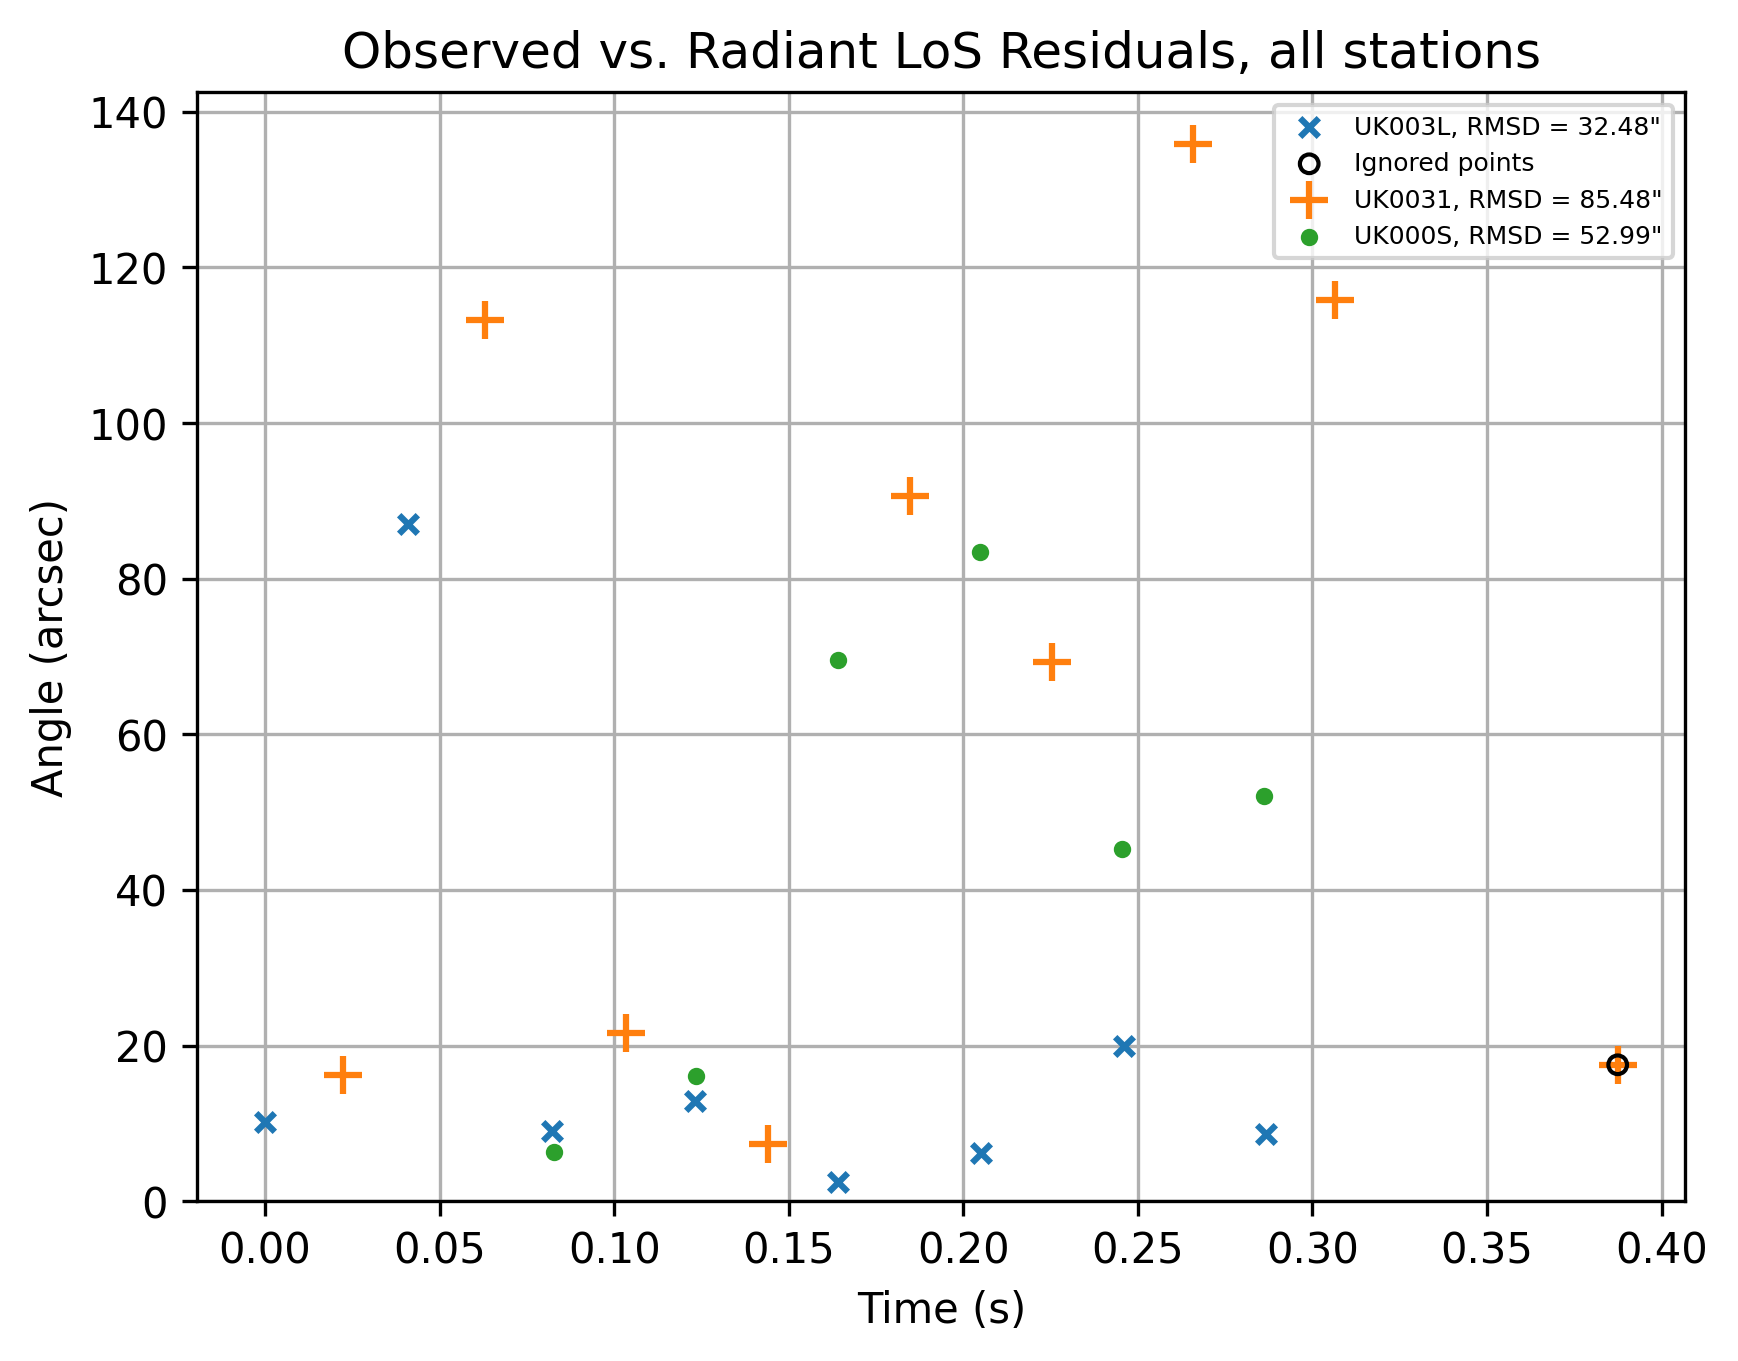 Observed vs. Radiant LoS Residuals, all stations
UK003L, RMSD = 32.48"
Ignored points
UK0031, RMSD = 85.48"
UK000S, RMSD = 52.99"
Angle (arcsec)
140
120
100
80
60
40
20
0
0.00 0.05 0.10 0.15 0.20 0.25 0.30 0.35 0.40
Time (s)